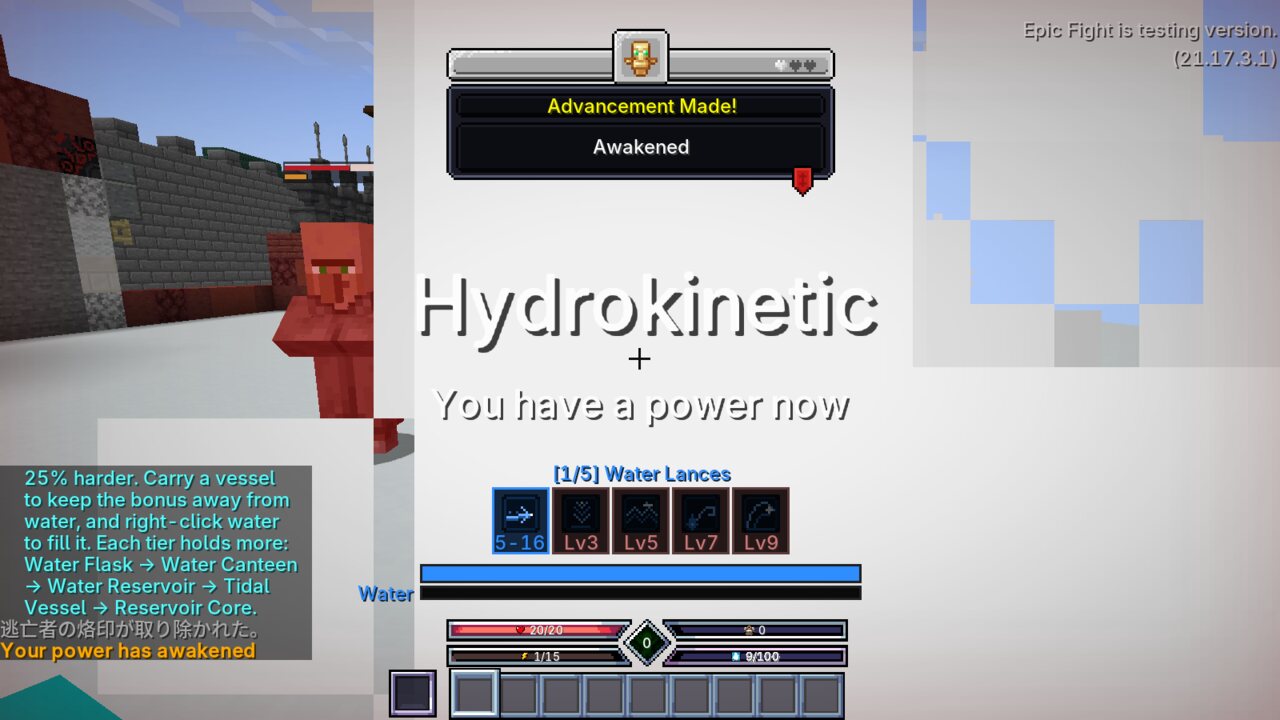 Epic Fight is testing version.
(21.17.3.1)
Advancement Made!
Awakened
Hydrokinetic
You have a power now
[1/5] Water Lances
5-16
Lv3
Lv5
Lv7
Lv9
Water
25% harder. Carry a vessel
to keep the bonus away from
water, and right-click water
to fill it. Each tier holds more:
Water Flask → Water Canteen
→ Water Reservoir → Tidal
Vessel → Reservoir Core.
逃亡者の烙印が取り除かれた。
Your power has awakened
20/20
0
0
1/15
9/100